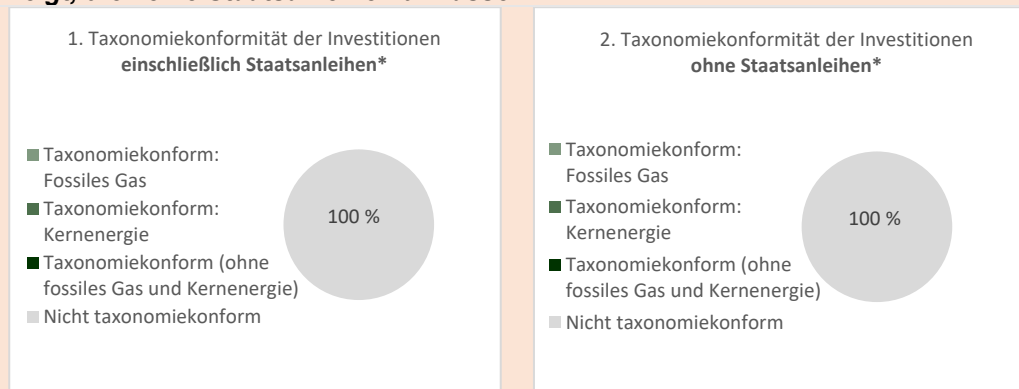 1. Taxonomiekonformität der Investitionen
einschließlich Staatsanleihen*
Taxonomiekonform:
Fossiles Gas
Taxonomiekonform:
Kernenergie
Taxonomiekonform (ohne
fossiles Gas und Kernenergie)
Nicht taxonomiekonform
100 %
2. Taxonomiekonformität der Investitionen
ohne Staatsanleihen*
Taxonomiekonform:
Fossiles Gas
Taxonomiekonform:
Kernenergie
Taxonomiekonform (ohne
fossiles Gas und Kernenergie)
Nicht taxonomiekonform
100 %